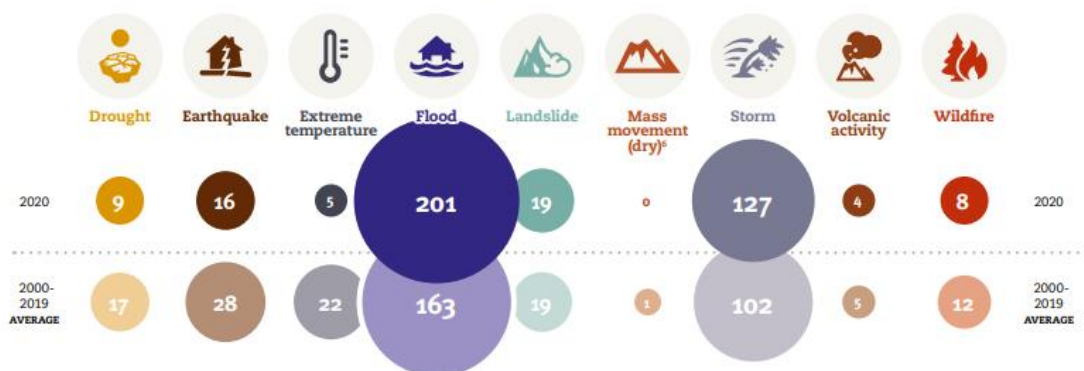 Drought
Earthquake
Extreme
temperature
Flood
Landslide
Mass
movement
(dry)⁶
Storm
Volcanic
activity
Wildfire
2020
9
16
5
201
19
0
127
4
8
2020
2000-
2019
AVERAGE
17
28
22
163
19
1
102
5
12
2000-
2019
AVERAGE